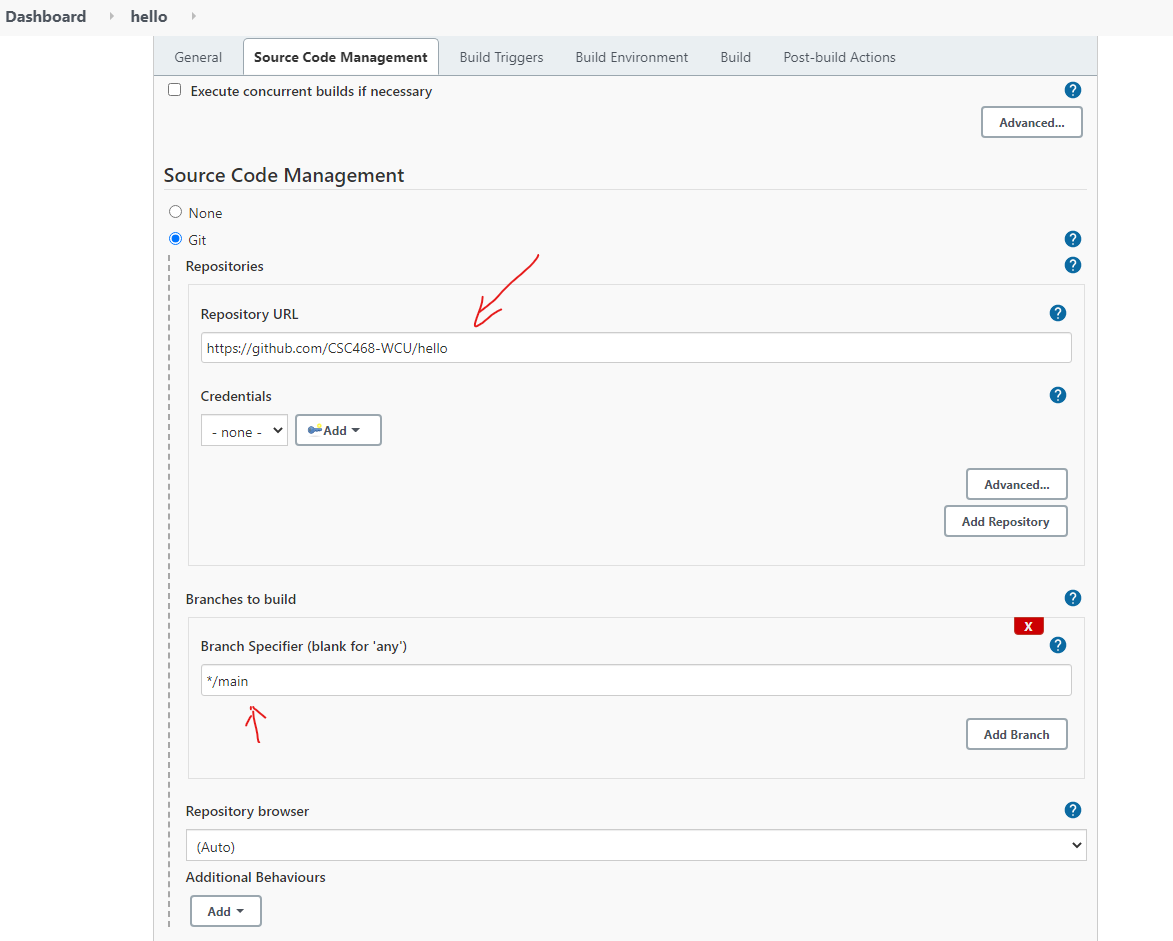 Dashboard hello
General Source Code Management Build Triggers Build Environment Build Post-build Actions
Execute concurrent builds if necessary ?
Advanced...
Source Code Management
None
Git ?
Repositories ?
Repository URL ?
https://github.com/CSC468-WCU/hello
Credentials ?
- none - Add
Advanced...
Add Repository
Branches to build ?
X
Branch Specifier (blank for 'any') ?
*/main
Add Branch
Repository browser ?
(Auto)
Additional Behaviours
Add